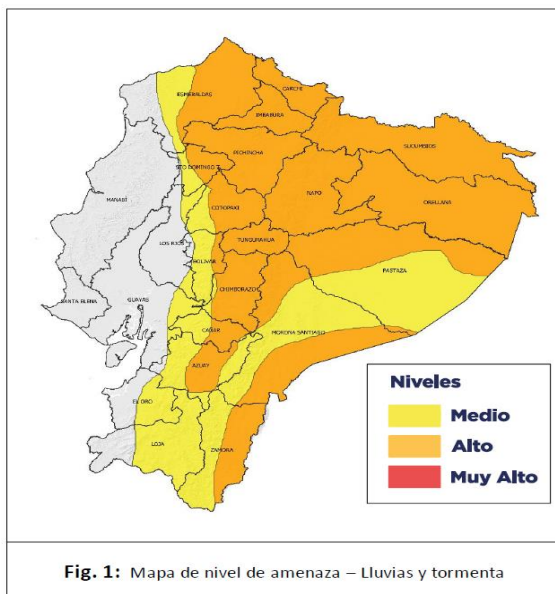 ESMERALDAS
CARCHI
IMBABURA
SUCUMBIOS
PICHINCHA
STO DOMINGO T
MANABÍ
NAPO
ORELLANA
COTOPAXI
LOS RIOS
TUNGURAHUA
BOLIVAR
PASTAZA
CHIMBORAZO
SANTA ELENA
GUAYAS
CAÑAR
MORONA SANTIAGO
AZUAY
EL ORO
LOJA
ZAMORA
Niveles
Medio
Alto
Muy Alto
Fig. 1: Mapa de nivel de amenaza – Lluvias y tormenta